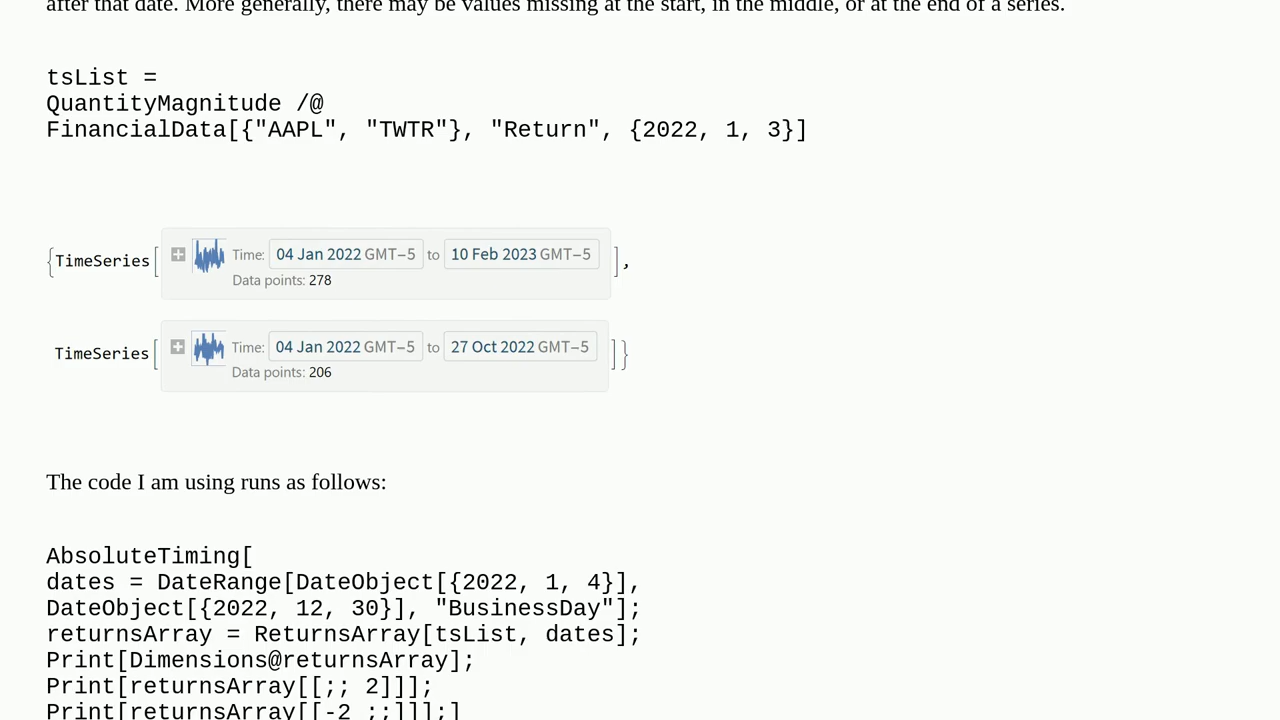 after that date. More generally, there may be values missing at the start, in the middle, or at the end of a series.
tsList =
QuantityMagnitude /@
FinancialData[{"AAPL", "TWTR"}, "Return", {2022, 1, 3}]
{TimeSeries[ Time: 04 Jan 2022 GMT−5 to 10 Feb 2023 GMT−5
Data points: 278 ],
TimeSeries[ Time: 04 Jan 2022 GMT−5 to 27 Oct 2022 GMT−5
Data points: 206 ]}
The code I am using runs as follows:
AbsoluteTiming[
dates = DateRange[DateObject[{2022, 1, 4}],
DateObject[{2022, 12, 30}], "BusinessDay"];
returnsArray = ReturnsArray[tsList, dates];
Print[Dimensions@returnsArray];
Print[returnsArray[[;; 2]]];
Print[returnsArray[[-2 ;;]]];]